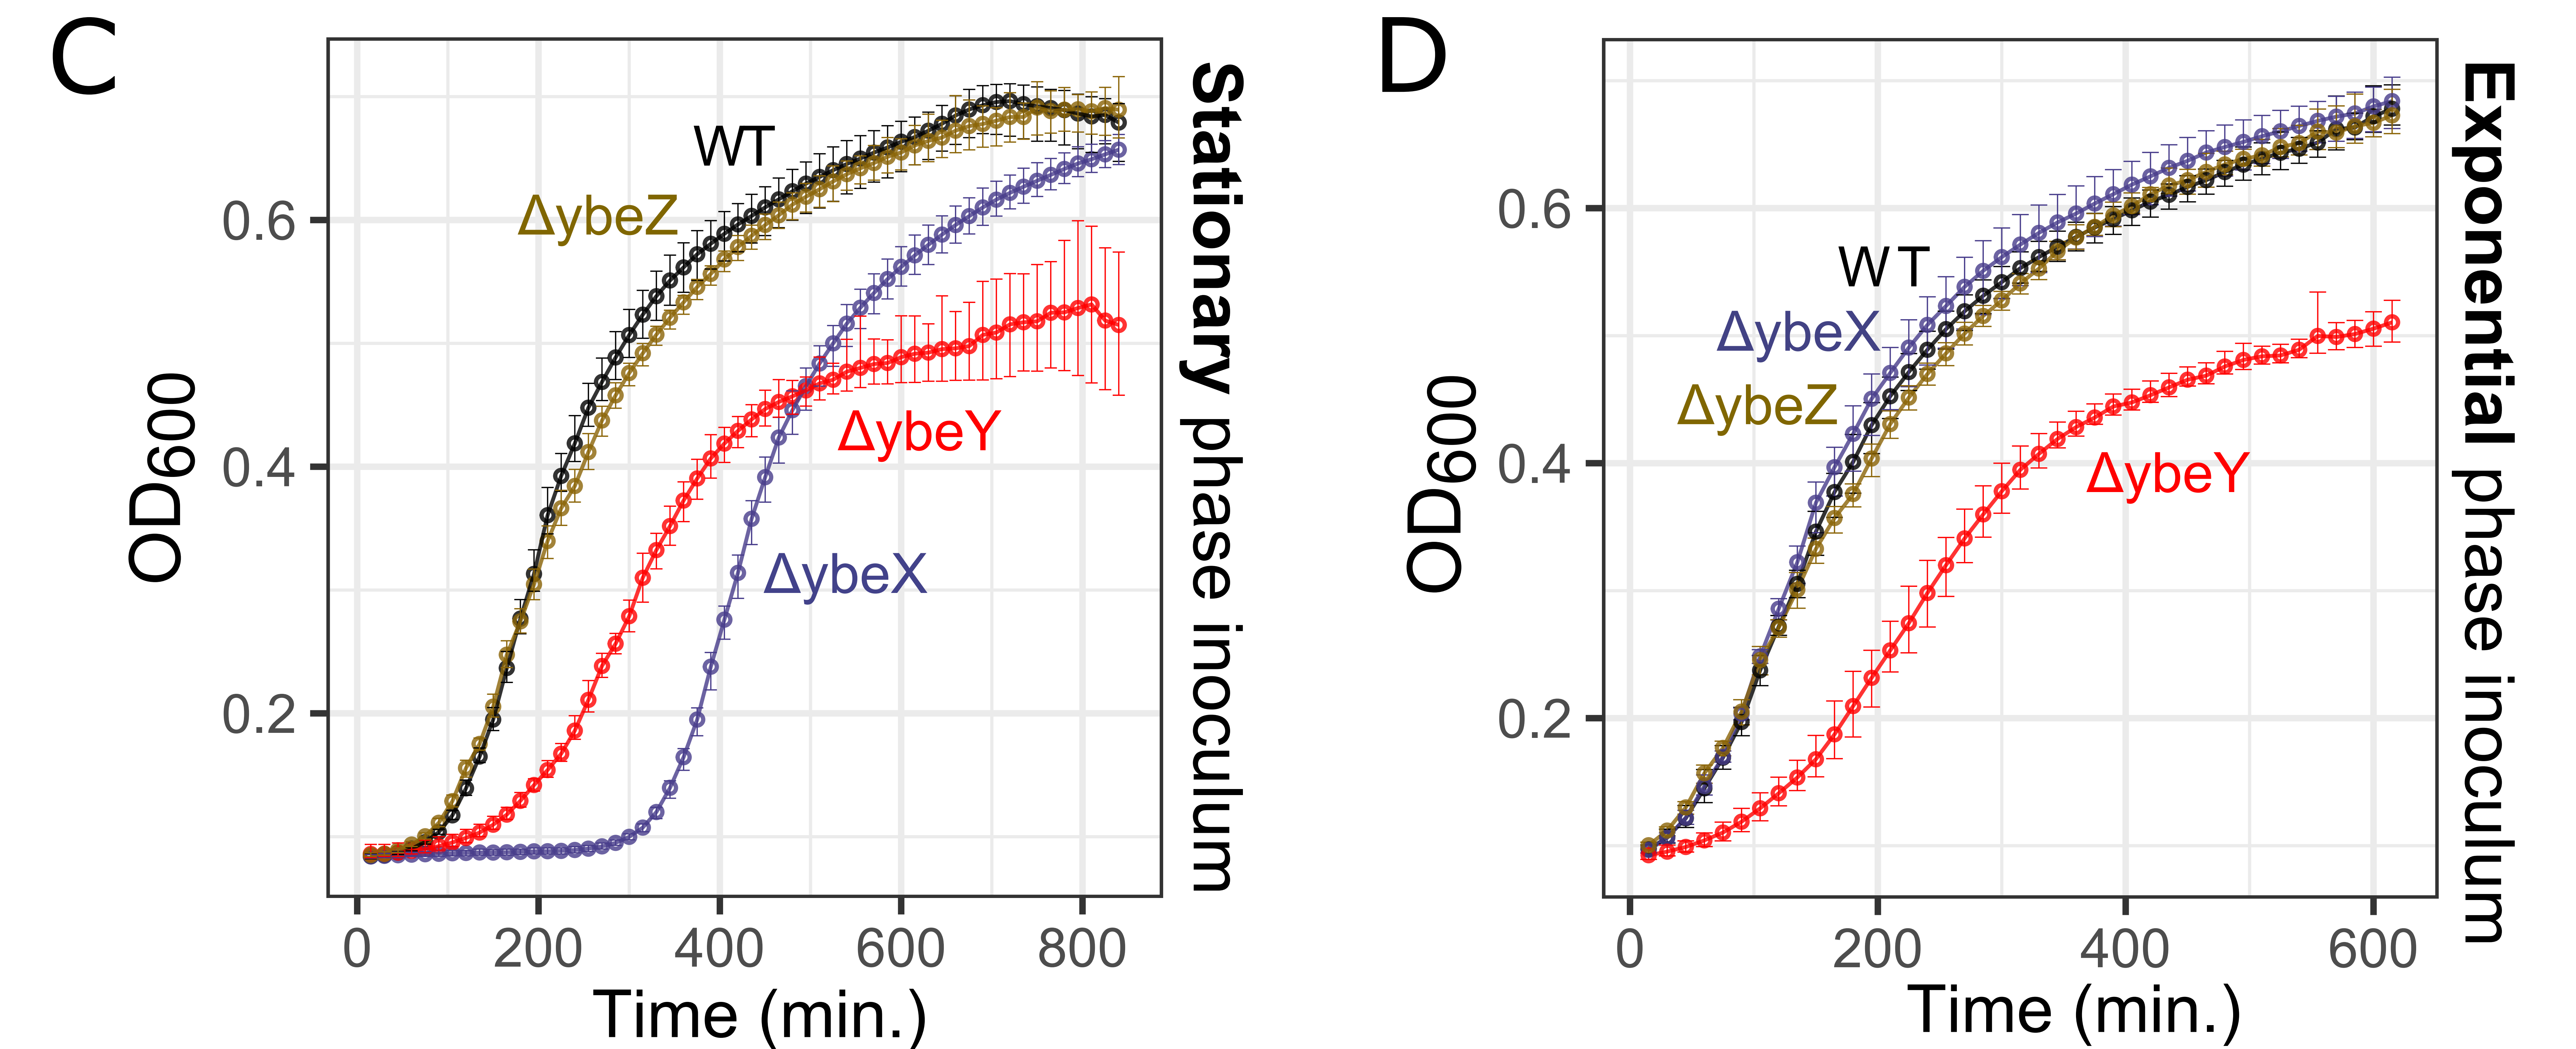 C
OD600
0.6
0.4
0.2
WT
ΔybeZ
ΔybeY
ΔybeX
0 200 400 600 800
Time (min.)
Stationary phase inoculum
D
OD600
0.6
0.4
0.2
WT
ΔybeX
ΔybeZ
ΔybeY
0 200 400 600
Time (min.)
Exponential phase inoculum